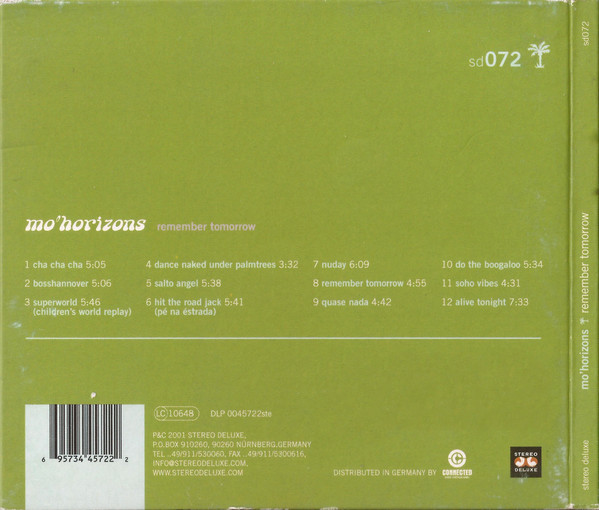 sd072
mo'horizons remember tomorrow
1 cha cha cha 5:05
2 bosshannover 5:06
3 superworld 5:46
(children's world replay)
4 dance naked under palmtrees 3:32
5 salto angel 5:38
6 hit the road jack 5:41
(pé na éstrada)
7 nuday 6:09
8 remember tomorrow 4:55
9 quase nada 4:42
10 do the boogaloo 5:34
11 soho vibes 4:31
12 alive tonight 7:33
LC 10648 DLP 0045722ste
P&C 2001 STEREO DELUXE,
P.O.BOX 910260, 90260 NÜRNBERG,GERMANY
TEL ..49/911/530060, FAX ..49/911/5300616,
INFO@STEREODELUXE.COM,
WWW.STEREODELUXE.COM
6 95734 45722 2
DISTRIBUTED IN GERMANY BY
CONNECTED
STEREO
DELUXE
sd072
mo'horizons remember tomorrow
stereo deluxe